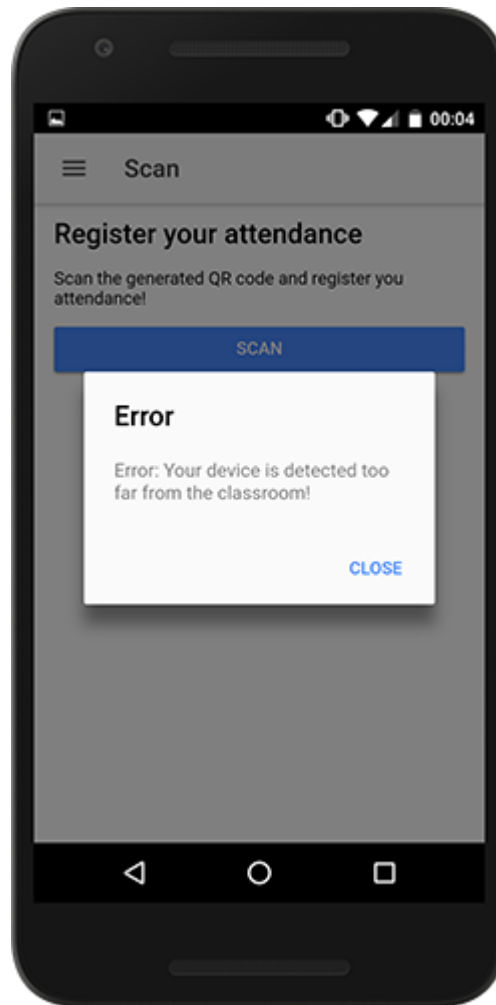 00:04
Scan
Register your attendance
Scan the generated QR code and register you
attendance!
SCAN
Error
Error: Your device is detected too
far from the classroom!
CLOSE